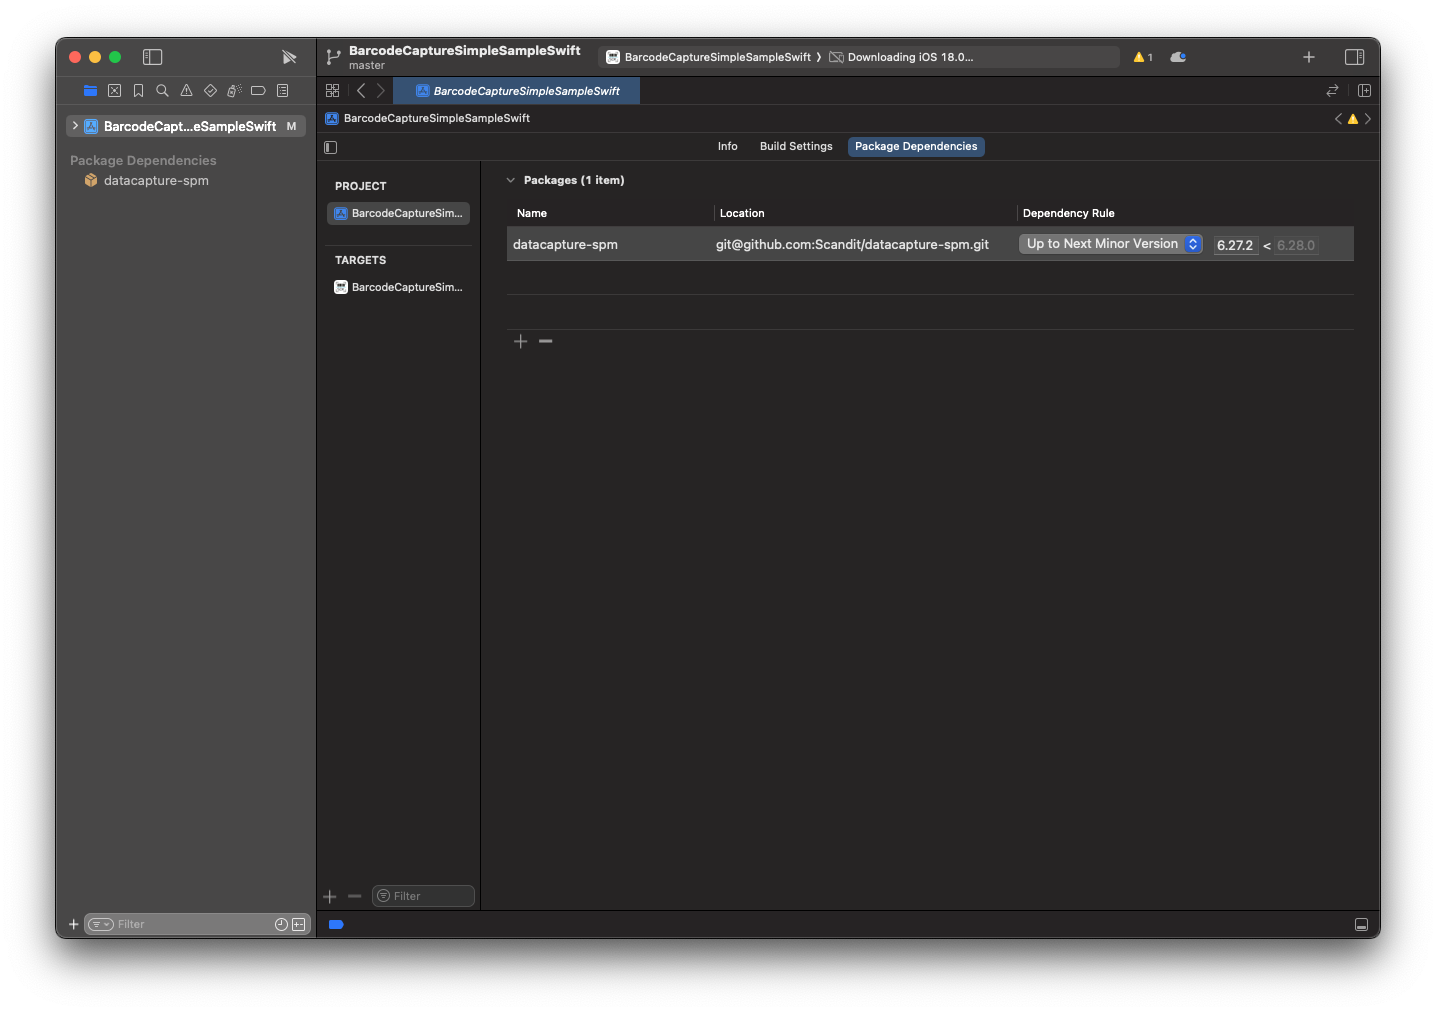 BarcodeCaptureSimpleSampleSwift
master
BarcodeCaptureSimpleSampleSwift
Downloading iOS 18.0...
1
BarcodeCaptureSimpleSampleSwift
BarcodeCapt...eSampleSwift M
BarcodeCaptureSimpleSampleSwift
Package Dependencies
datacapture-spm
Info
Build Settings
Package Dependencies
PROJECT
BarcodeCaptureSim...
TARGETS
BarcodeCaptureSim...
Packages (1 item)
Name
Location
Dependency Rule
datacapture-spm
git@github.com:Scandit/datacapture-spm.git
Up to Next Minor Version
6.27.2 < 6.28.0
Filter
Filter